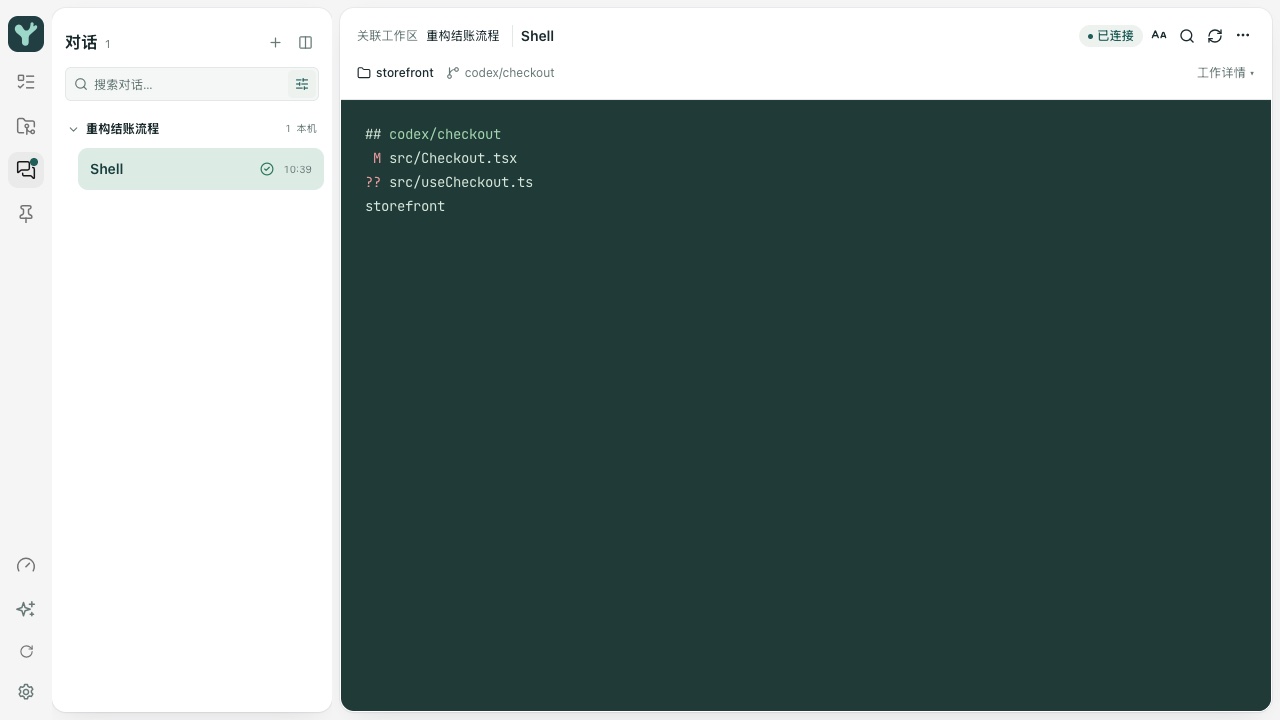 对话 1
搜索对话...
重构结账流程 1 本机
Shell 10:39
关联工作区 重构结账流程 Shell
已连接 AA
storefront codex/checkout
工作详情
## codex/checkout
 M src/Checkout.tsx
?? src/useCheckout.ts
storefront